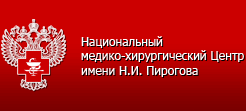 Национальный
медико-хирургический Центр
имени Н.И. Пирогова